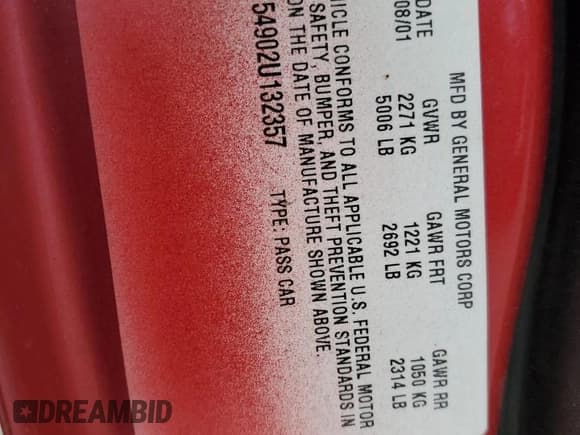 MFD BY GENERAL MOTORS CORP
DATE GVWR GAWR FRT GAWR RR
08/01 2271 KG 1221 KG 1050 KG
5006 LB 2692 LB 2314 LB
HICLE CONFORMS TO ALL APPLICABLE U.S. FEDERAL MOTOR
SAFETY, BUMPER, AND THEFT PREVENTION STANDARDS IN
ON THE DATE OF MANUFACTURE SHOWN ABOVE.
54902U132357 TYPE: PASS CAR
DREAMBID